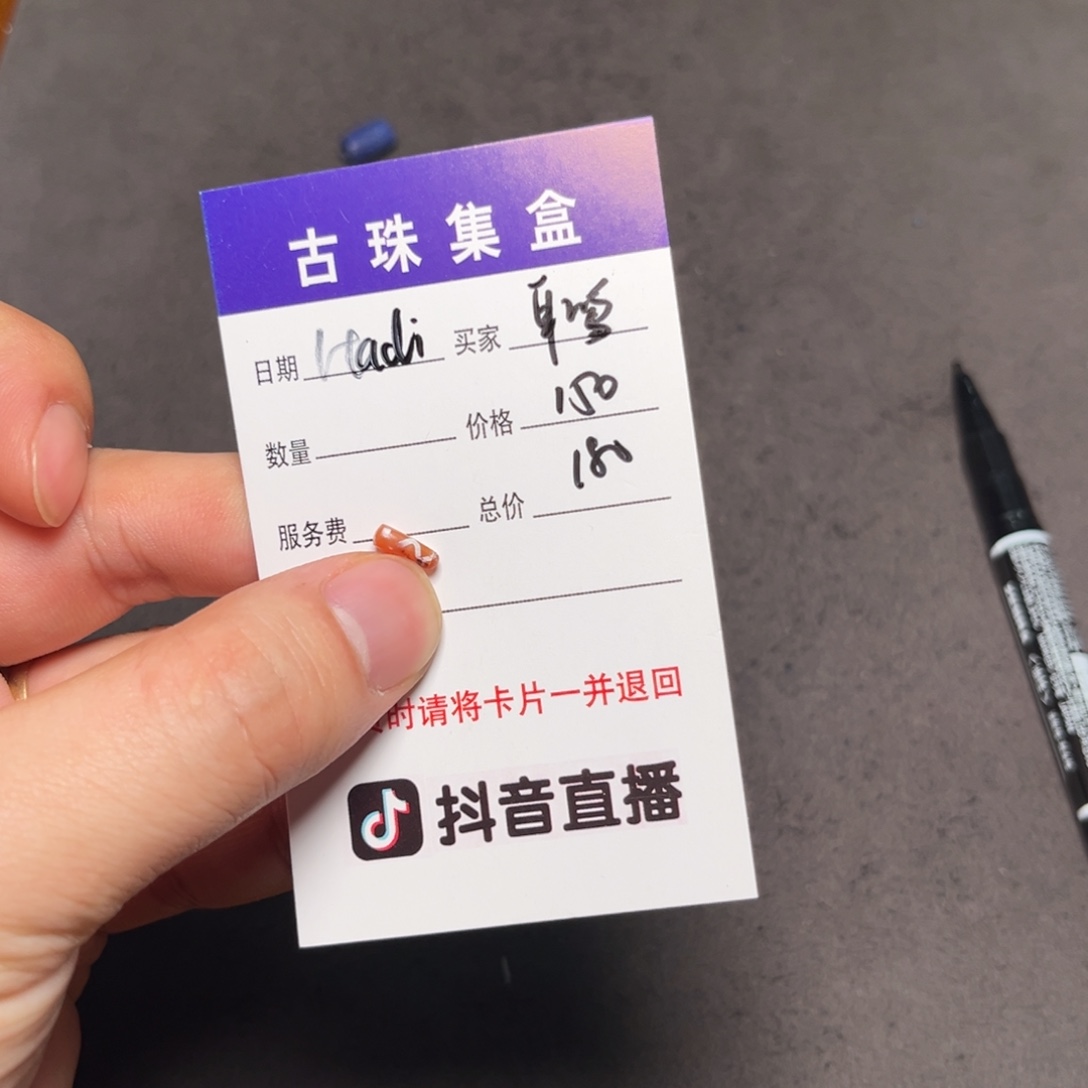 古珠集盒
日期 Hadi 买家
数量 价格 150
服务费 总价 180
时请将卡片一并退回
抖音直播